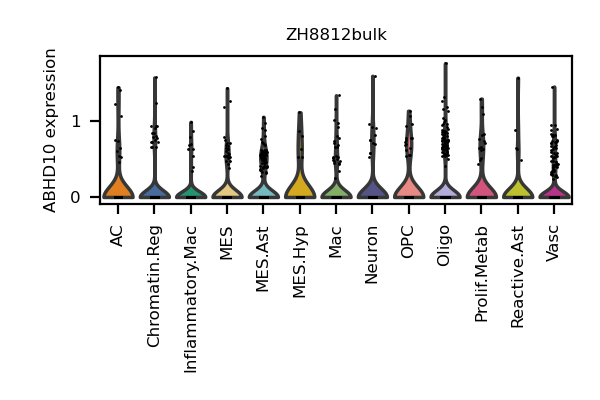 ZH8812bulk
ABHD10 expression
1
0
AC
Chromatin.Reg
Inflammatory.Mac
MES
MES.Ast
MES.Hyp
Mac
Neuron
OPC
Oligo
Prolif.Metab
Reactive.Ast
Vasc